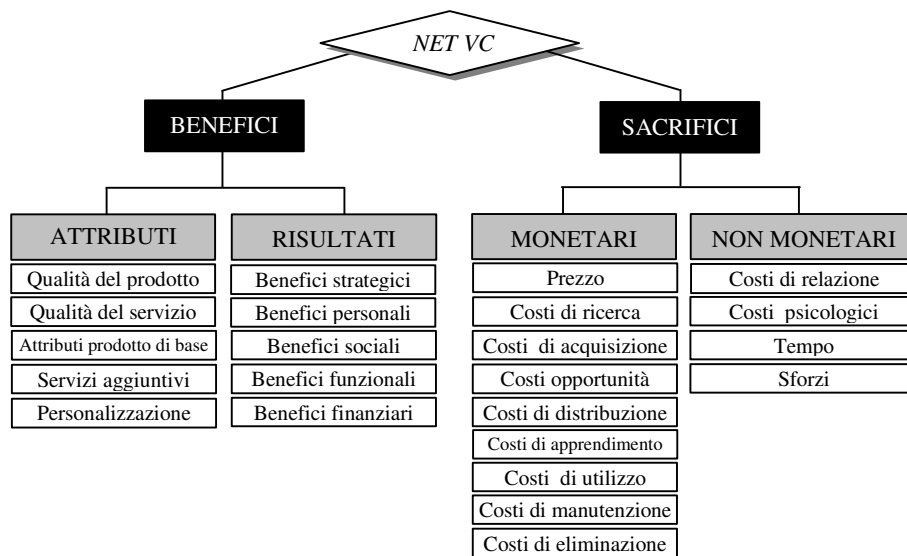 NET VC
BENEFICI
SACRIFICI
ATTRIBUTI
Qualità del prodotto
Qualità del servizio
Attributi prodotto di base
Servizi aggiuntivi
Personalizzazione
RISULTATI
Benefici strategici
Benefici personali
Benefici sociali
Benefici funzionali
Benefici finanziari
MONETARI
Prezzo
Costi di ricerca
Costi di acquisizione
Costi opportunità
Costi di distribuzione
Costi di apprendimento
Costi di utilizzo
Costi di manutenzione
Costi di eliminazione
NON MONETARI
Costi di relazione
Costi psicologici
Tempo
Sforzi